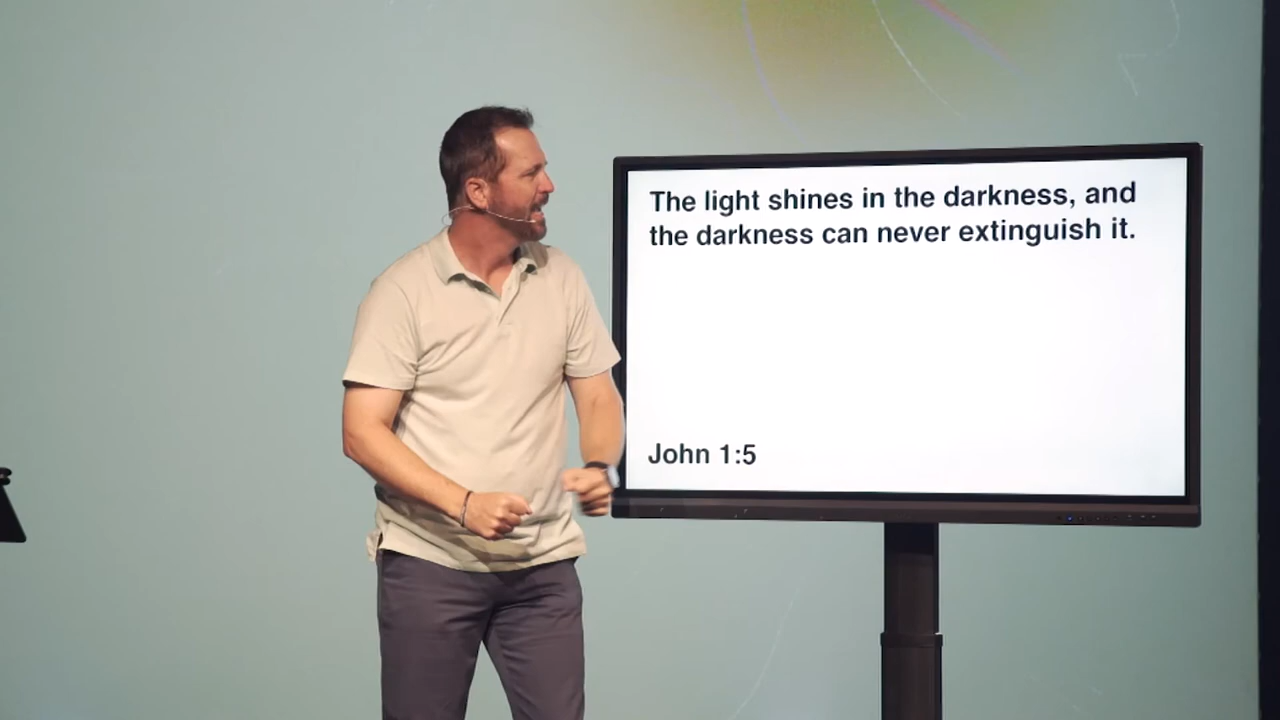 The light shines in the darkness, and
the darkness can never extinguish it.
John 1:5